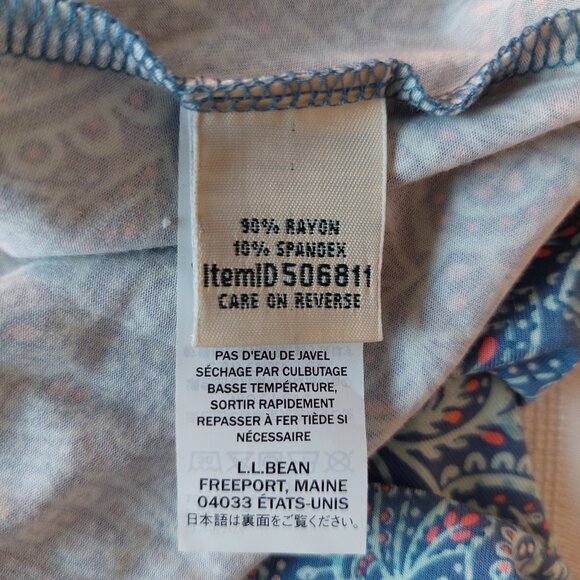 90% RAYON
10% SPANDEX
ItemID 506811
CARE ON REVERSE
PAS D'EAU DE JAVEL
SÉCHAGE PAR CULBUTAGE
BASSE TEMPÉRATURE,
SORTIR RAPIDEMENT
REPASSER À FER TIÈDE SI
NÉCESSAIRE
L.L.BEAN
FREEPORT, MAINE
04033 ÉTATS-UNIS
日本語は裏面をご覧ください。